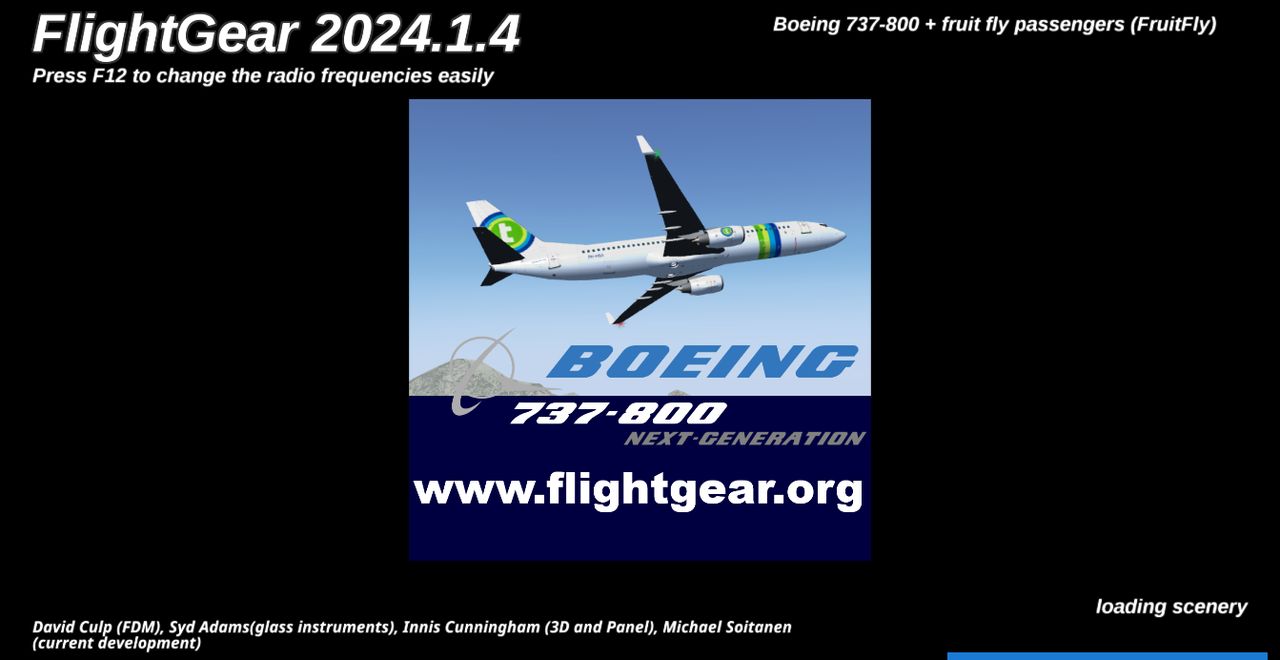 FlightGear 2024.1.4
Boeing 737-800 + fruit fly passengers (FruitFly)
Press F12 to change the radio frequencies easily
t
BOEING
737-800
NEXT-GENERATION
www.flightgear.org
loading scenery
David Culp (FDM), Syd Adams(glass instruments), Innis Cunningham (3D and Panel), Michael Soitanen
(current development)